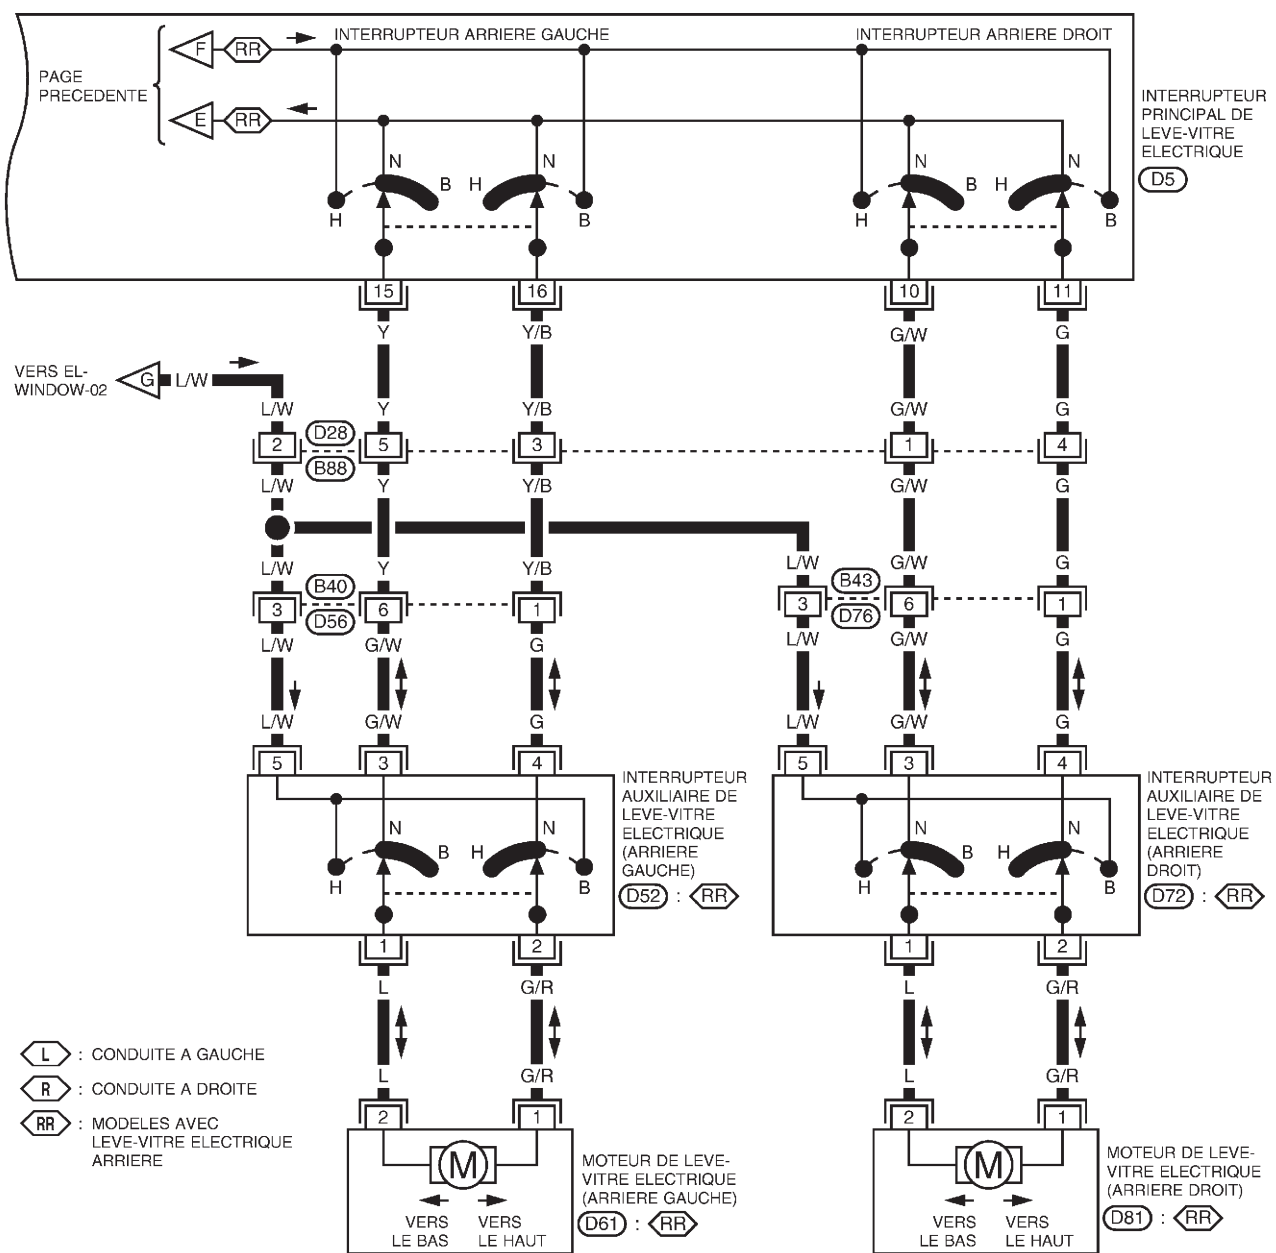 INTERRUPTEUR ARRIERE GAUCHE
INTERRUPTEUR ARRIERE DROIT
PAGE
PRECEDENTE
F RR
E RR
INTERRUPTEUR
PRINCIPAL DE
LEVE-VITRE
ELECTRIQUE
D5
N B H N N B H N
H B H B
15 16 10 11
Y Y/B G/W G
VERS EL-
WINDOW-02
G L/W
L/W Y Y/B G/W G
2 D28 5 3 1 4
B88
L/W Y Y/B G/W G
L/W Y Y/B L/W G/W G
3 B40 6 1 3 B43 6 1
D56 D76
L/W G/W G L/W G/W G
L/W G/W G L/W G/W G
5 3 4 5 3 4
INTERRUPTEUR
AUXILIAIRE DE
LEVE-VITRE
ELECTRIQUE
(ARRIERE
GAUCHE)
D52 : RR
INTERRUPTEUR
AUXILIAIRE DE
LEVE-VITRE
ELECTRIQUE
(ARRIERE
DROIT)
D72 : RR
N B H N N B H N
H B H B
1 2 1 2
L G/R L G/R
L G/R L G/R
2 1 2 1
L : CONDUITE A GAUCHE
R : CONDUITE A DROITE
RR : MODELES AVEC
LEVE-VITRE ELECTRIQUE
ARRIERE
M
VERS
LE BAS
VERS
LE HAUT
MOTEUR DE LEVE-
VITRE ELECTRIQUE
(ARRIERE GAUCHE)
D61 : RR
M
VERS
LE BAS
VERS
LE HAUT
MOTEUR DE LEVE-
VITRE ELECTRIQUE
(ARRIERE DROIT)
D81 : RR